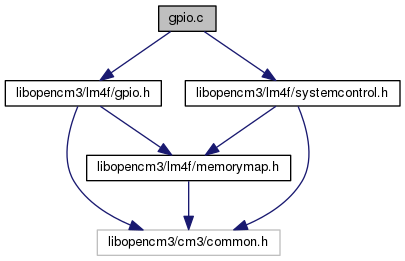 gpio.c
libopencm3/lm4f/gpio.h
libopencm3/lm4f/systemcontrol.h
libopencm3/lm4f/memorymap.h
libopencm3/cm3/common.h